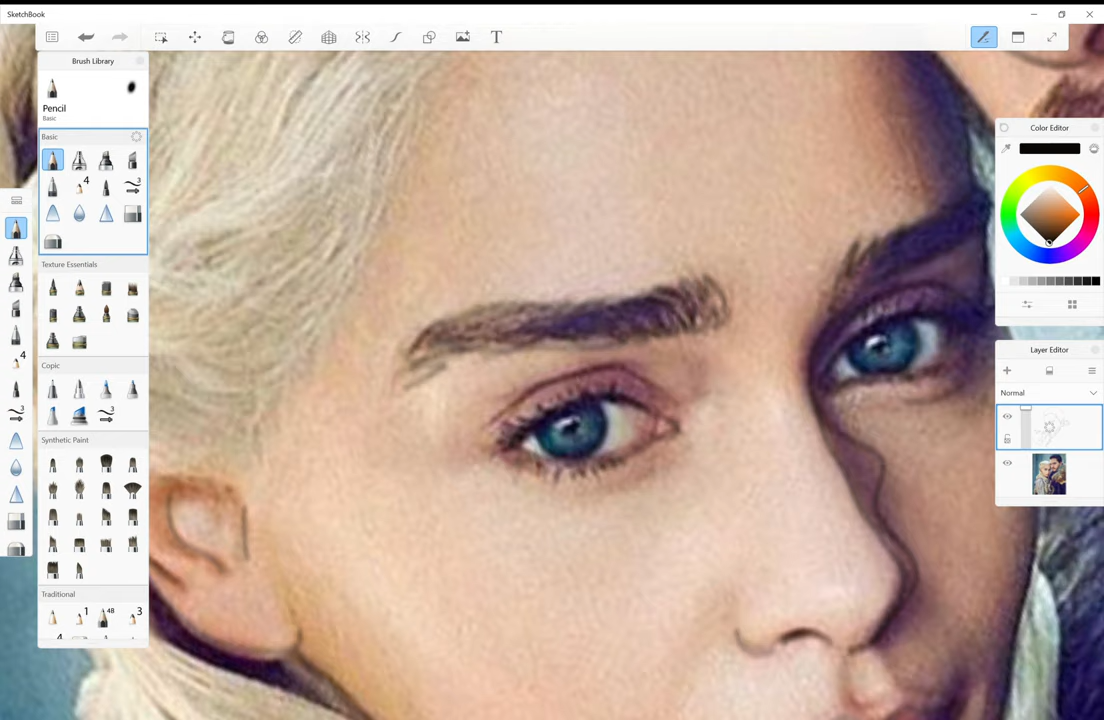 SketchBook
T
Brush Library
Pencil
Basic
Basic
4
3
Texture Essentials
Copic
3
Synthetic Paint
Traditional
1
4B
3
4
4
3
Color Editor
Layer Editor
Normal